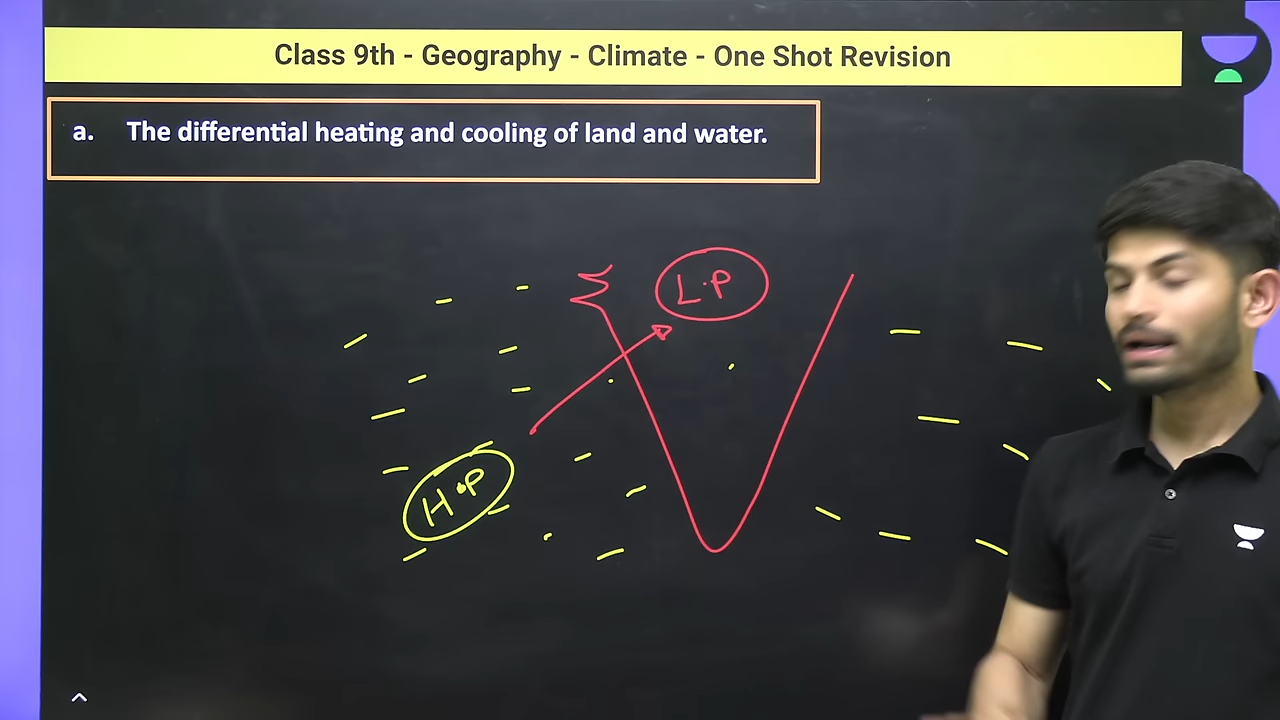 Class 9th - Geography - Climate - One Shot Revision
a. The differential heating and cooling of land and water.
L.P
H.P